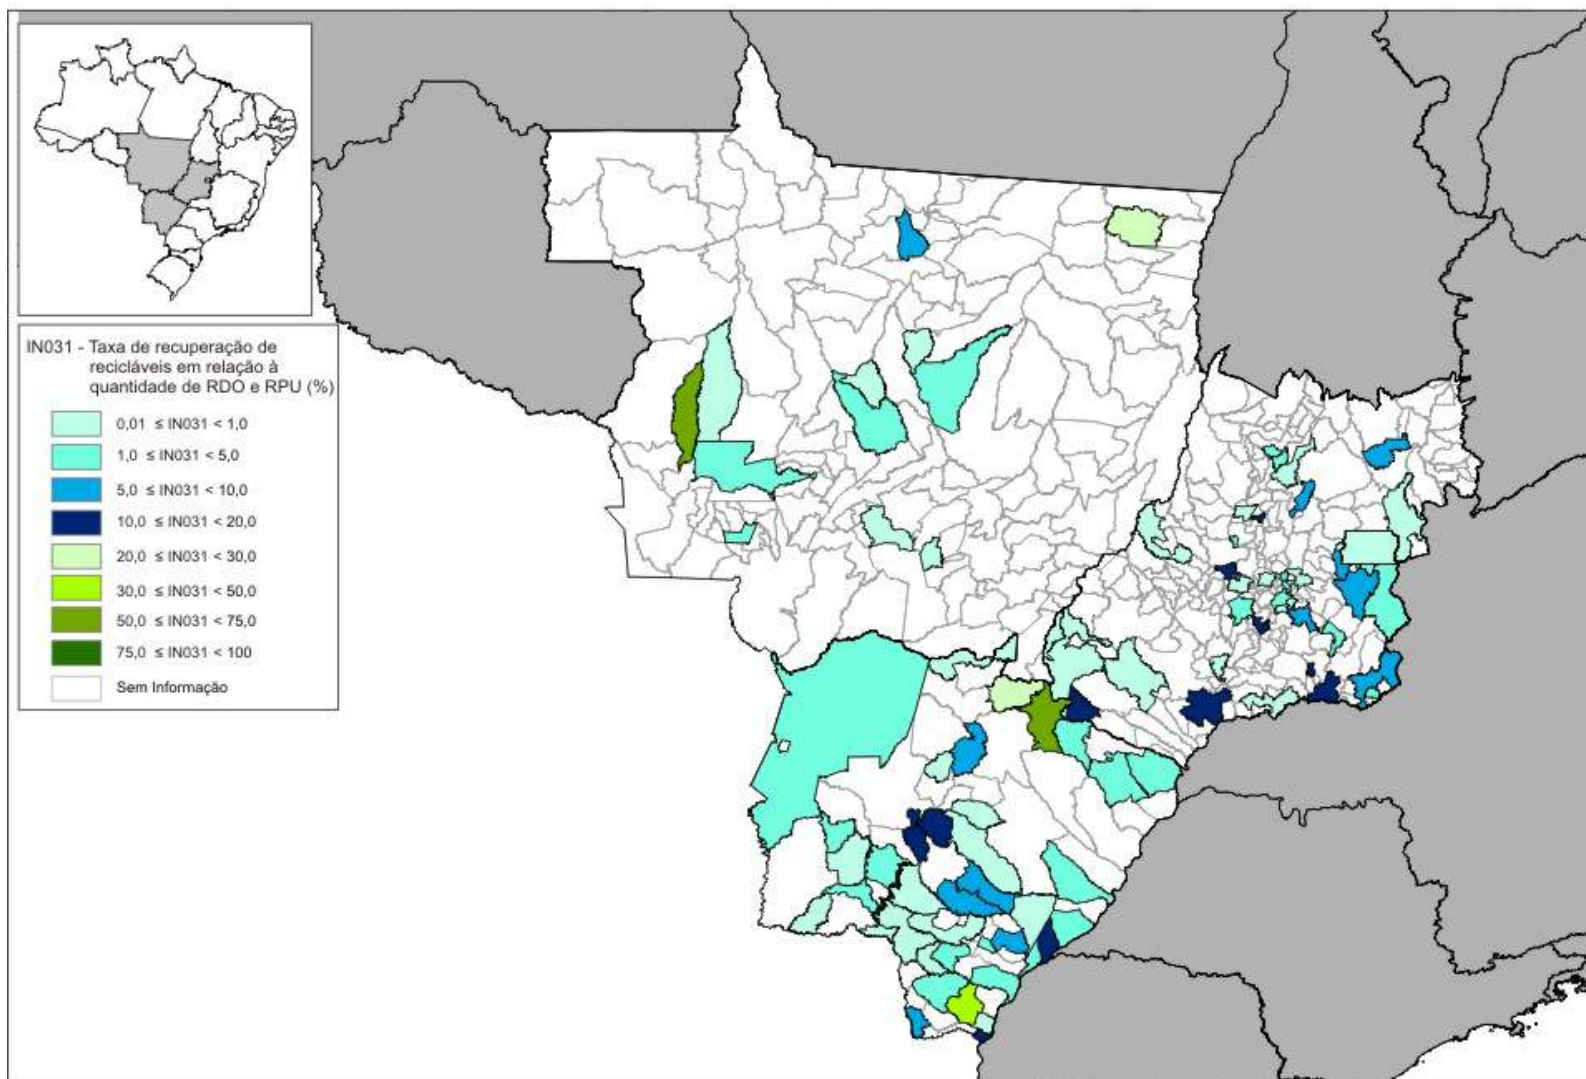 IN031 - Taxa de recuperação de
recicláveis em relação à
quantidade de RDO e RPU (%)
0,01 ≤ IN031 < 1,0
1,0 ≤ IN031 < 5,0
5,0 ≤ IN031 < 10,0
10,0 ≤ IN031 < 20,0
20,0 ≤ IN031 < 30,0
30,0 ≤ IN031 < 50,0
50,0 ≤ IN031 < 75,0
75,0 ≤ IN031 < 100
Sem Informação